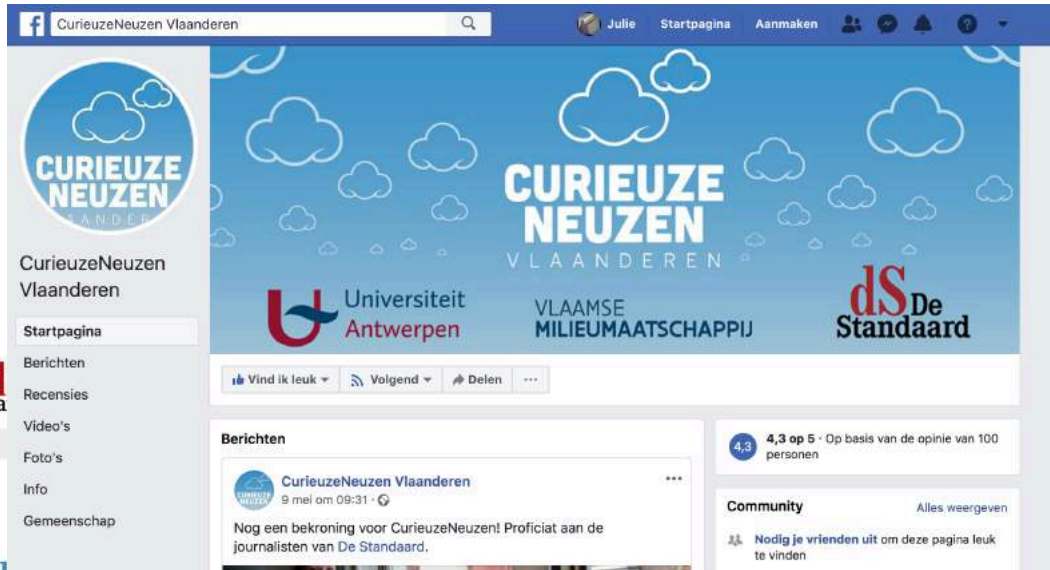 CurieuzeNeuzen Vlaanderen
Julie
Startpagina
Aanmaken
CURIEUZE
NEUZEN
CurieuzeNeuzen
Vlaanderen
Startpagina
Berichten
Recensies
Video's
Foto's
Info
Gemeenschap
CURIEUZE
NEUZEN
VLAANDEREN
Universiteit
Antwerpen
VLAAMSE
MILIEUMAATSCHAPPIJ
dS De
Standaard
Vind ik leuk
Volgend
Delen
Berichten
CurieuzeNeuzen Vlaanderen
9 mei om 09:31
Nog een bekroning voor CurieuzeNeuzen! Proficiat aan de
journalisten van De Standaard.
4,3
4,3 op 5 · Op basis van de opinie van 100
personen
Community
Alles weergeven
Nodig je vrienden uit om deze pagina leuk
te vinden